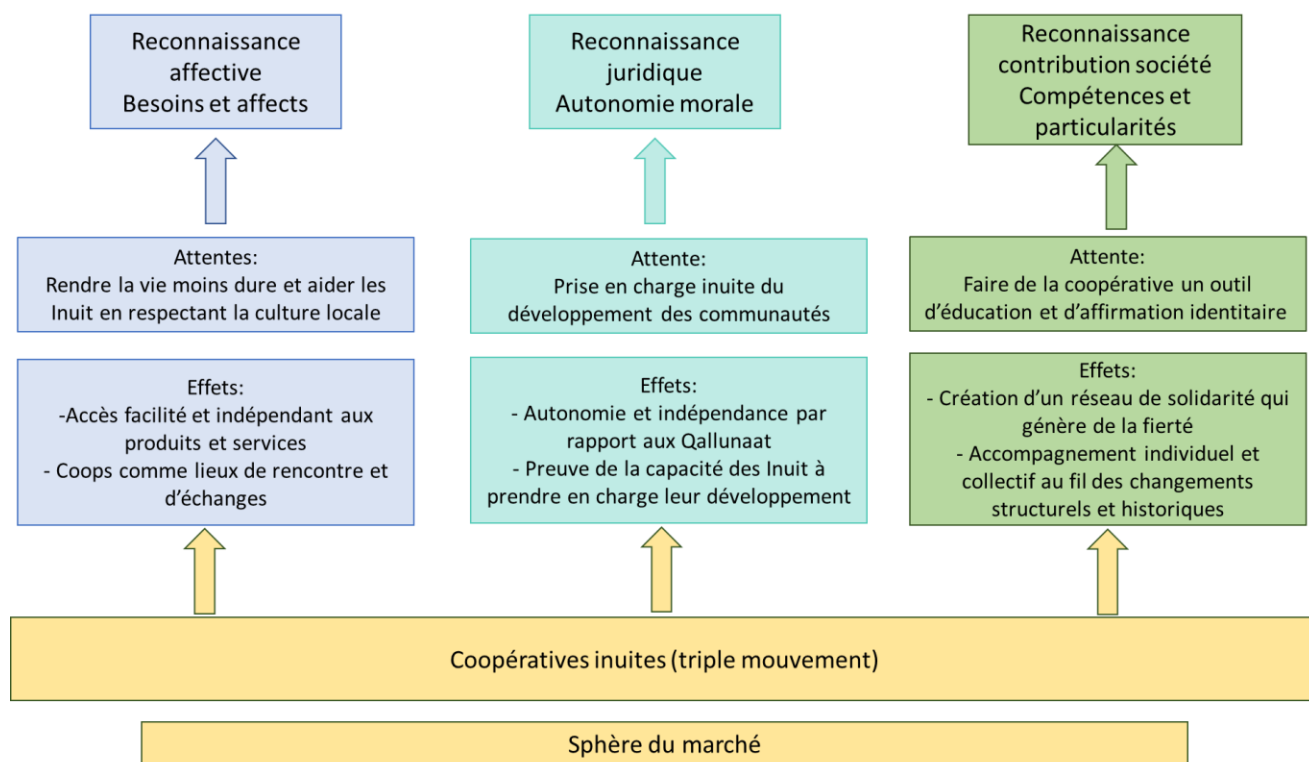 Reconnaissance
affective
Besoins et affects
Reconnaissance
juridique
Autonomie morale
Reconnaissance
contribution société
Compétences et
particularités
Attentes:
Rendre la vie moins dure et aider les
Inuit en respectant la culture locale
Attente:
Prise en charge inuite du
développement des communautés
Attente:
Faire de la coopérative un outil
d'éducation et d'affirmation identitaire
Effets:
-Accès facilité et indépendant aux
produits et services
- Coops comme lieux de rencontre et
d'échanges
Effets:
- Autonomie et indépendance par
rapport aux Qallunaat
- Preuve de la capacité des Inuit à
prendre en charge leur développement
Effets:
- Création d'un réseau de solidarité qui
génère de la fierté
- Accompagnement individuel et
collectif au fil des changements
structurels et historiques
Coopératives inuites (triple mouvement)
Sphère du marché